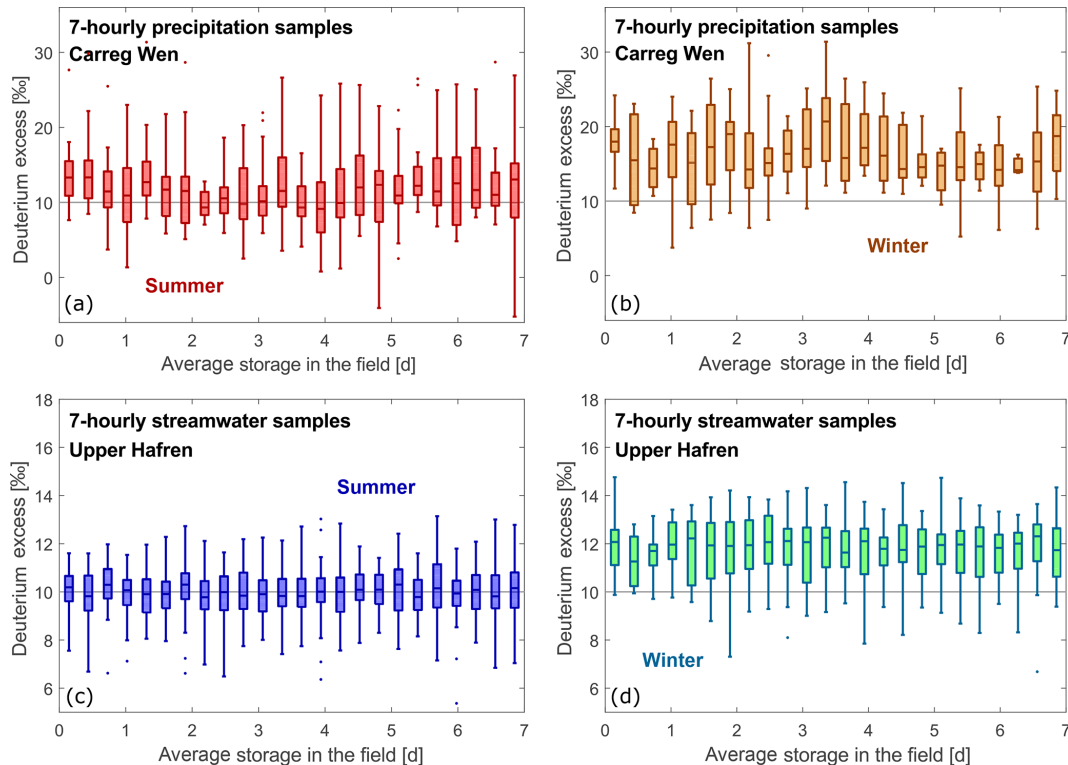 7-hourly precipitation samples
Carreg Wen
Summer
(a)
Deuterium excess [‰]
30
20
10
0
0 1 2 3 4 5 6 7
Average storage in the field [d]
7-hourly precipitation samples
Carreg Wen
Winter
(b)
Deuterium excess [‰]
30
20
10
0
0 1 2 3 4 5 6 7
Average storage in the field [d]
7-hourly streamwater samples
Upper Hafren
Summer
(c)
Deuterium excess [‰]
18
16
14
12
10
8
6
0 1 2 3 4 5 6 7
Average storage in the field [d]
7-hourly streamwater samples
Upper Hafren
Winter
(d)
Deuterium excess [‰]
18
16
14
12
10
8
6
0 1 2 3 4 5 6 7
Average storage in the field [d]